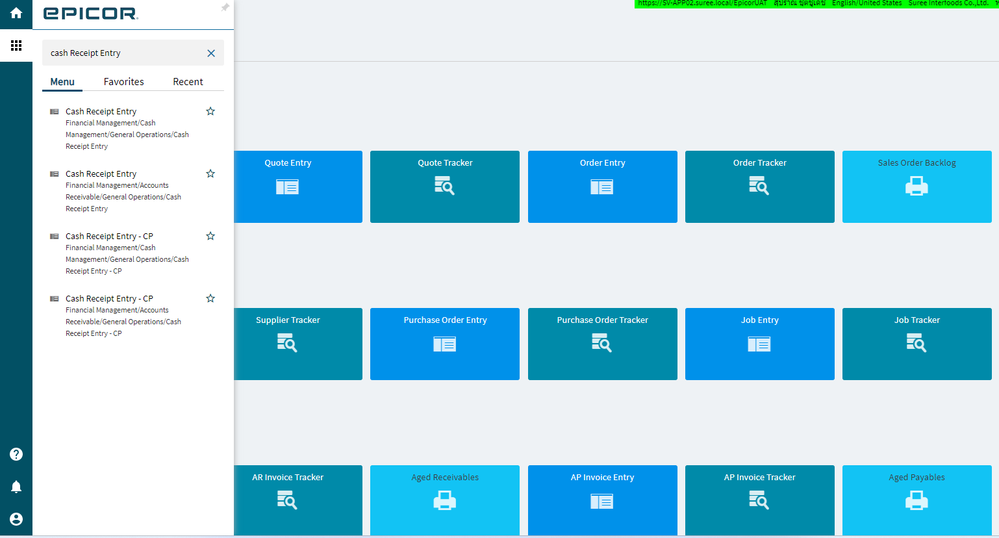 EPICOR
https://SV-APP02.suree.local/EpicorUAT English/United States Suree Interfoods Co.,Ltd.
cash Receipt Entry
Menu Favorites Recent
Cash Receipt Entry
Financial Management/Cash
Management/General Operations/Cash
Receipt Entry
Cash Receipt Entry
Financial Management/Accounts
Receivable/General Operations/Cash
Receipt Entry
Cash Receipt Entry - CP
Financial Management/Cash
Management/General Operations/Cash
Receipt Entry - CP
Cash Receipt Entry - CP
Financial Management/Accounts
Receivable/General Operations/Cash
Receipt Entry - CP
Quote Entry
Quote Tracker
Order Entry
Order Tracker
Sales Order Backlog
Supplier Tracker
Purchase Order Entry
Purchase Order Tracker
Job Entry
Job Tracker
AR Invoice Tracker
Aged Receivables
AP Invoice Entry
AP Invoice Tracker
Aged Payables